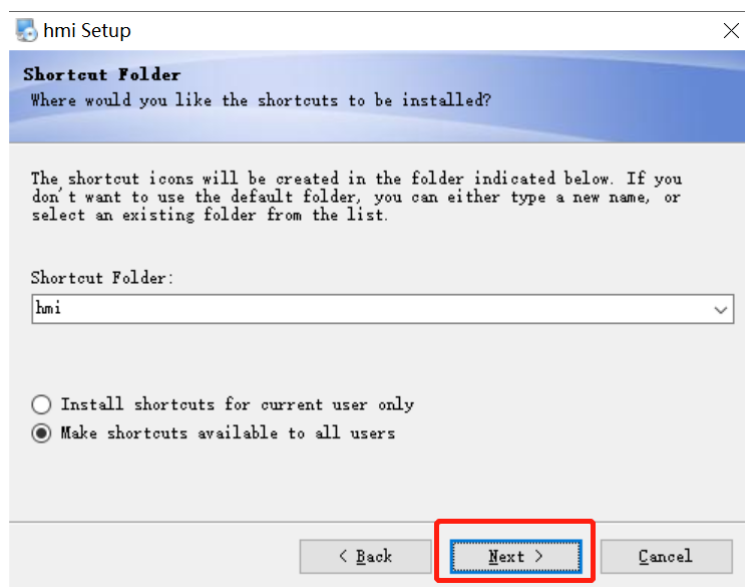 hmi Setup
Shortcut Folder
Where would you like the shortcuts to be installed?
The shortcut icons will be created in the folder indicated below. If you
don't want to use the default folder, you can either type a new name, or
select an existing folder from the list.
Shortcut Folder:
hmi
Install shortcuts for current user only
Make shortcuts available to all users
< Back
Next >
Cancel